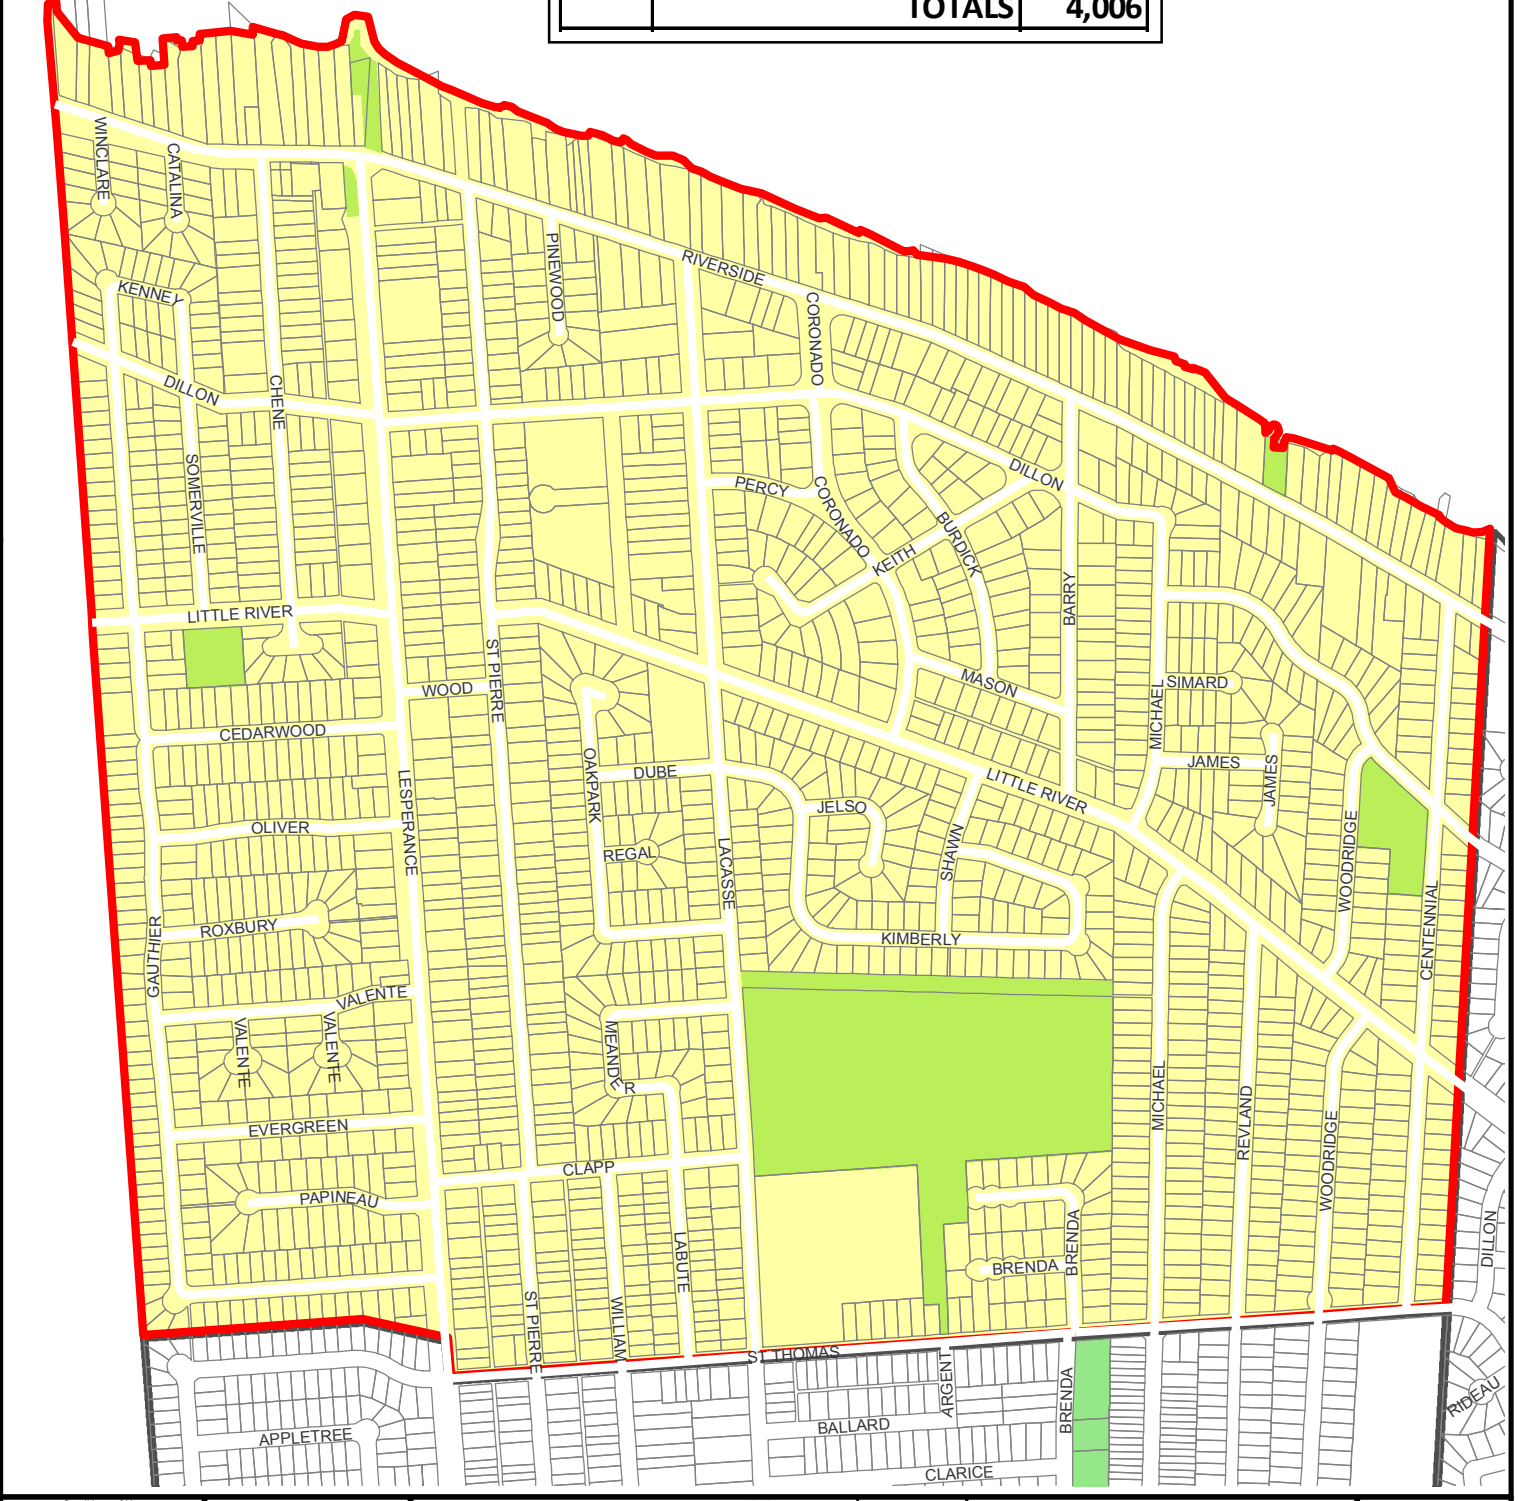 TOTALS 4,006
WINCLARE
CATALINA
KENNEY
PINEWOOD
RIVERSIDE
CORONADO
DILLON
CHENE
SOMERVILLE
PERCY
CORONADO
DILLON
BURDICK
KEITH
BARRY
LITTLE RIVER
ST PIERRE
WOOD
MASON
SIMARD
MICHAEL
CEDARWOOD
OAKPARK
DUBE
LITTLE RIVER
JAMES
JAMES
LESPERANCE
JELSO
OLIVER
SHAWN
WOODRIDGE
REGAL
LACASSE
GAUTHIER
ROXBURY
KIMBERLY
CENTENNIAL
VALENTE
VALENTE
VALENTE
MEANDER
MICHAEL
REVLAND
WOODRIDGE
EVERGREEN
CLAPP
PAPINEAU
LABUTE
BRENDA
BRENDA
DILLON
ST PIERRE
WILLIAM
ST THOMAS
ARGENT
BRENDA
RIDEAU
APPLETREE
BALLARD
CLARICE